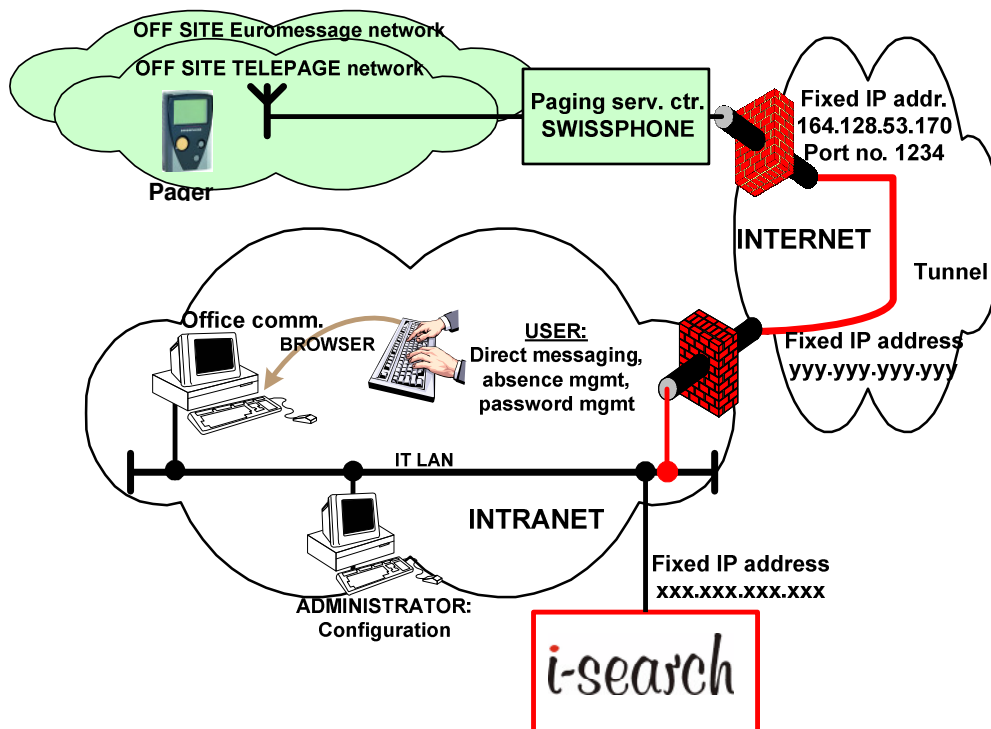 OFF SITE Euromessage network
OFF SITE TELEPAGE network
Pager
Paging serv. ctr.
SWISSPHONE
Fixed IP addr.
164.128.53.170
Port no. 1234
INTERNET
Tunnel
Fixed IP address
yyy.yyy.yyy.yyy
Office comm.
BROWSER
USER:
Direct messaging,
absence mgmt,
password mgmt
IT LAN
INTRANET
ADMINISTRATOR:
Configuration
Fixed IP address
xxx.xxx.xxx.xxx
i-search